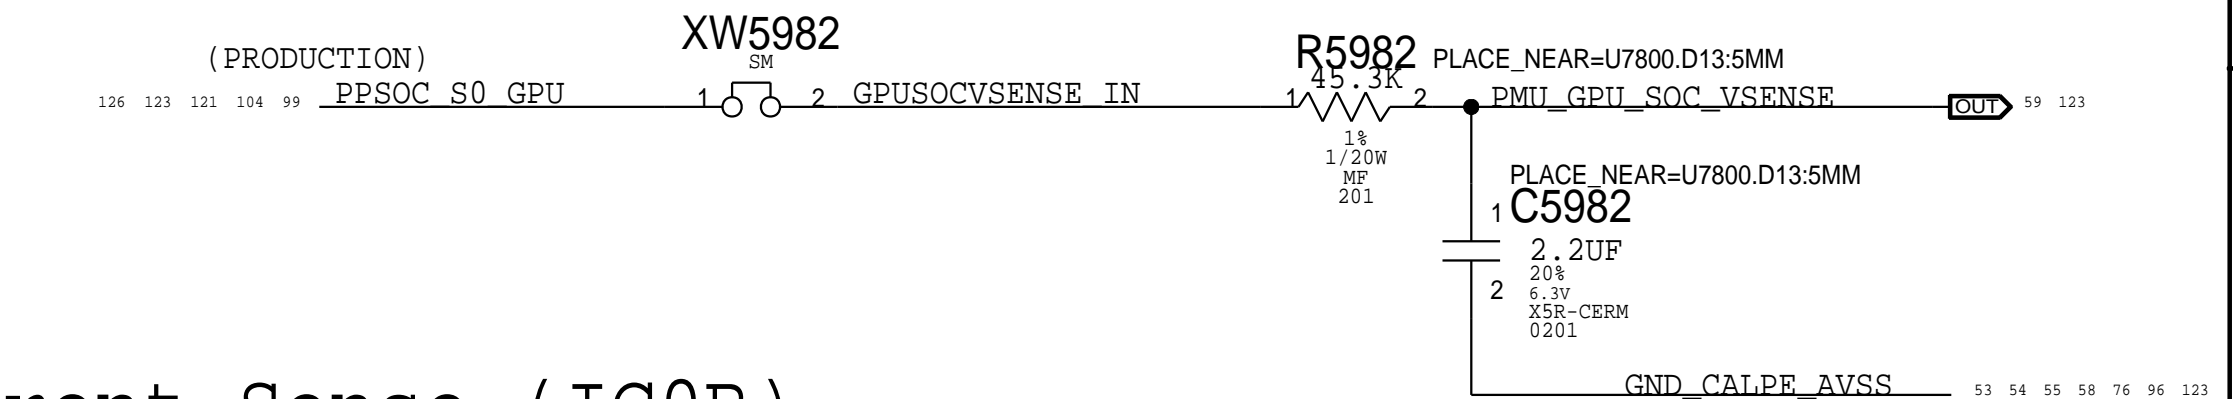 XW5982
SM
(PRODUCTION)
126 123 121 104 99 PPSOC_S0_GPU 1 2 GPUSOCVSENSE_IN
R5982 PLACE_NEAR=U7800.D13:5MM
45.3K
1 2 PMU_GPU_SOC_VSENSE OUT 59 123
1%
1/20W
MF
201
PLACE_NEAR=U7800.D13:5MM
1 C5982
2.2UF
20%
2 6.3V
X5R-CERM
0201
GND_CALPE_AVSS 53 54 55 58 76 96 123